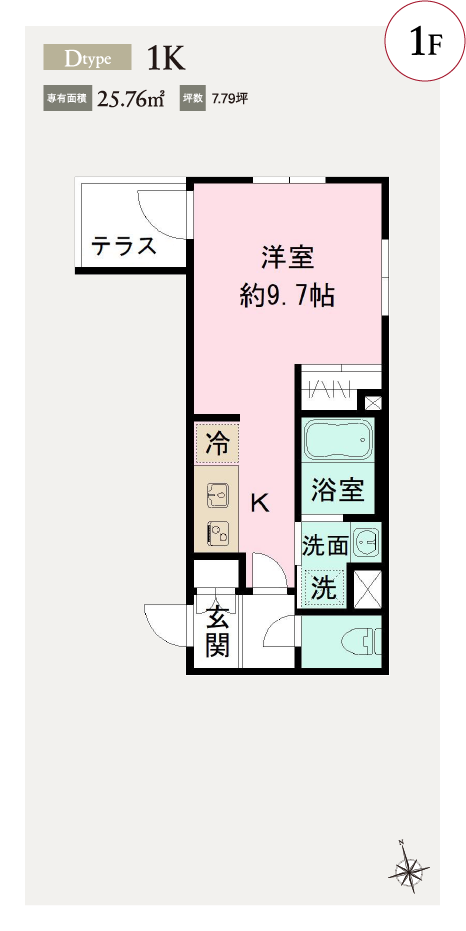 1F
Dtype 1K
専有面積 25.76㎡ 坪数 7.79坪
テラス
洋室
約9.7帖
冷
K
浴室
洗面
洗
玄
関
N